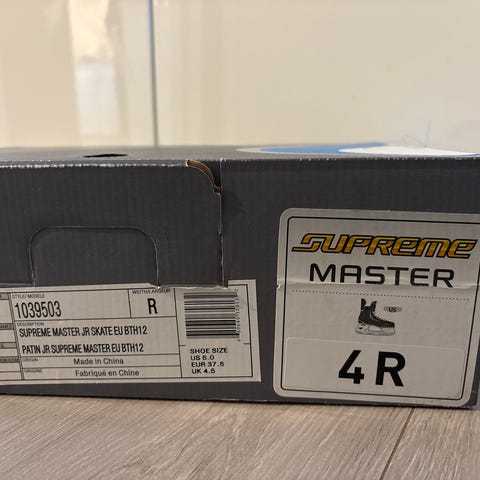 STYLE/MODÈLE
WIDTH/LARGEUR
1039503
R
DESCRIPTION
SUPREME MASTER JR SKATE EU BTH12
PATIN JR SUPREME MASTER EU BTH12
ORIGIN
Made in China
ORIGINE
Fabriqué en Chine
SHOE SIZE
US 5.0
EUR 37.5
UK 4.5
SUPREME
MASTER
US
4R